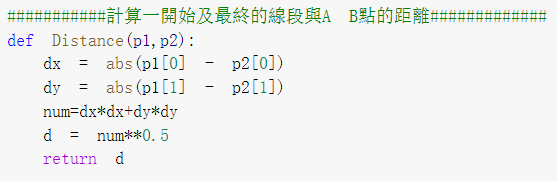 ###########計算一開始及最終的線段與A  B點的距離#############
def  Distance(p1,p2):
    dx  =  abs(p1[0]  -  p2[0])
    dy  =  abs(p1[1]  -  p2[1])
    num=dx*dx+dy*dy
    d  =  num**0.5
    return  d